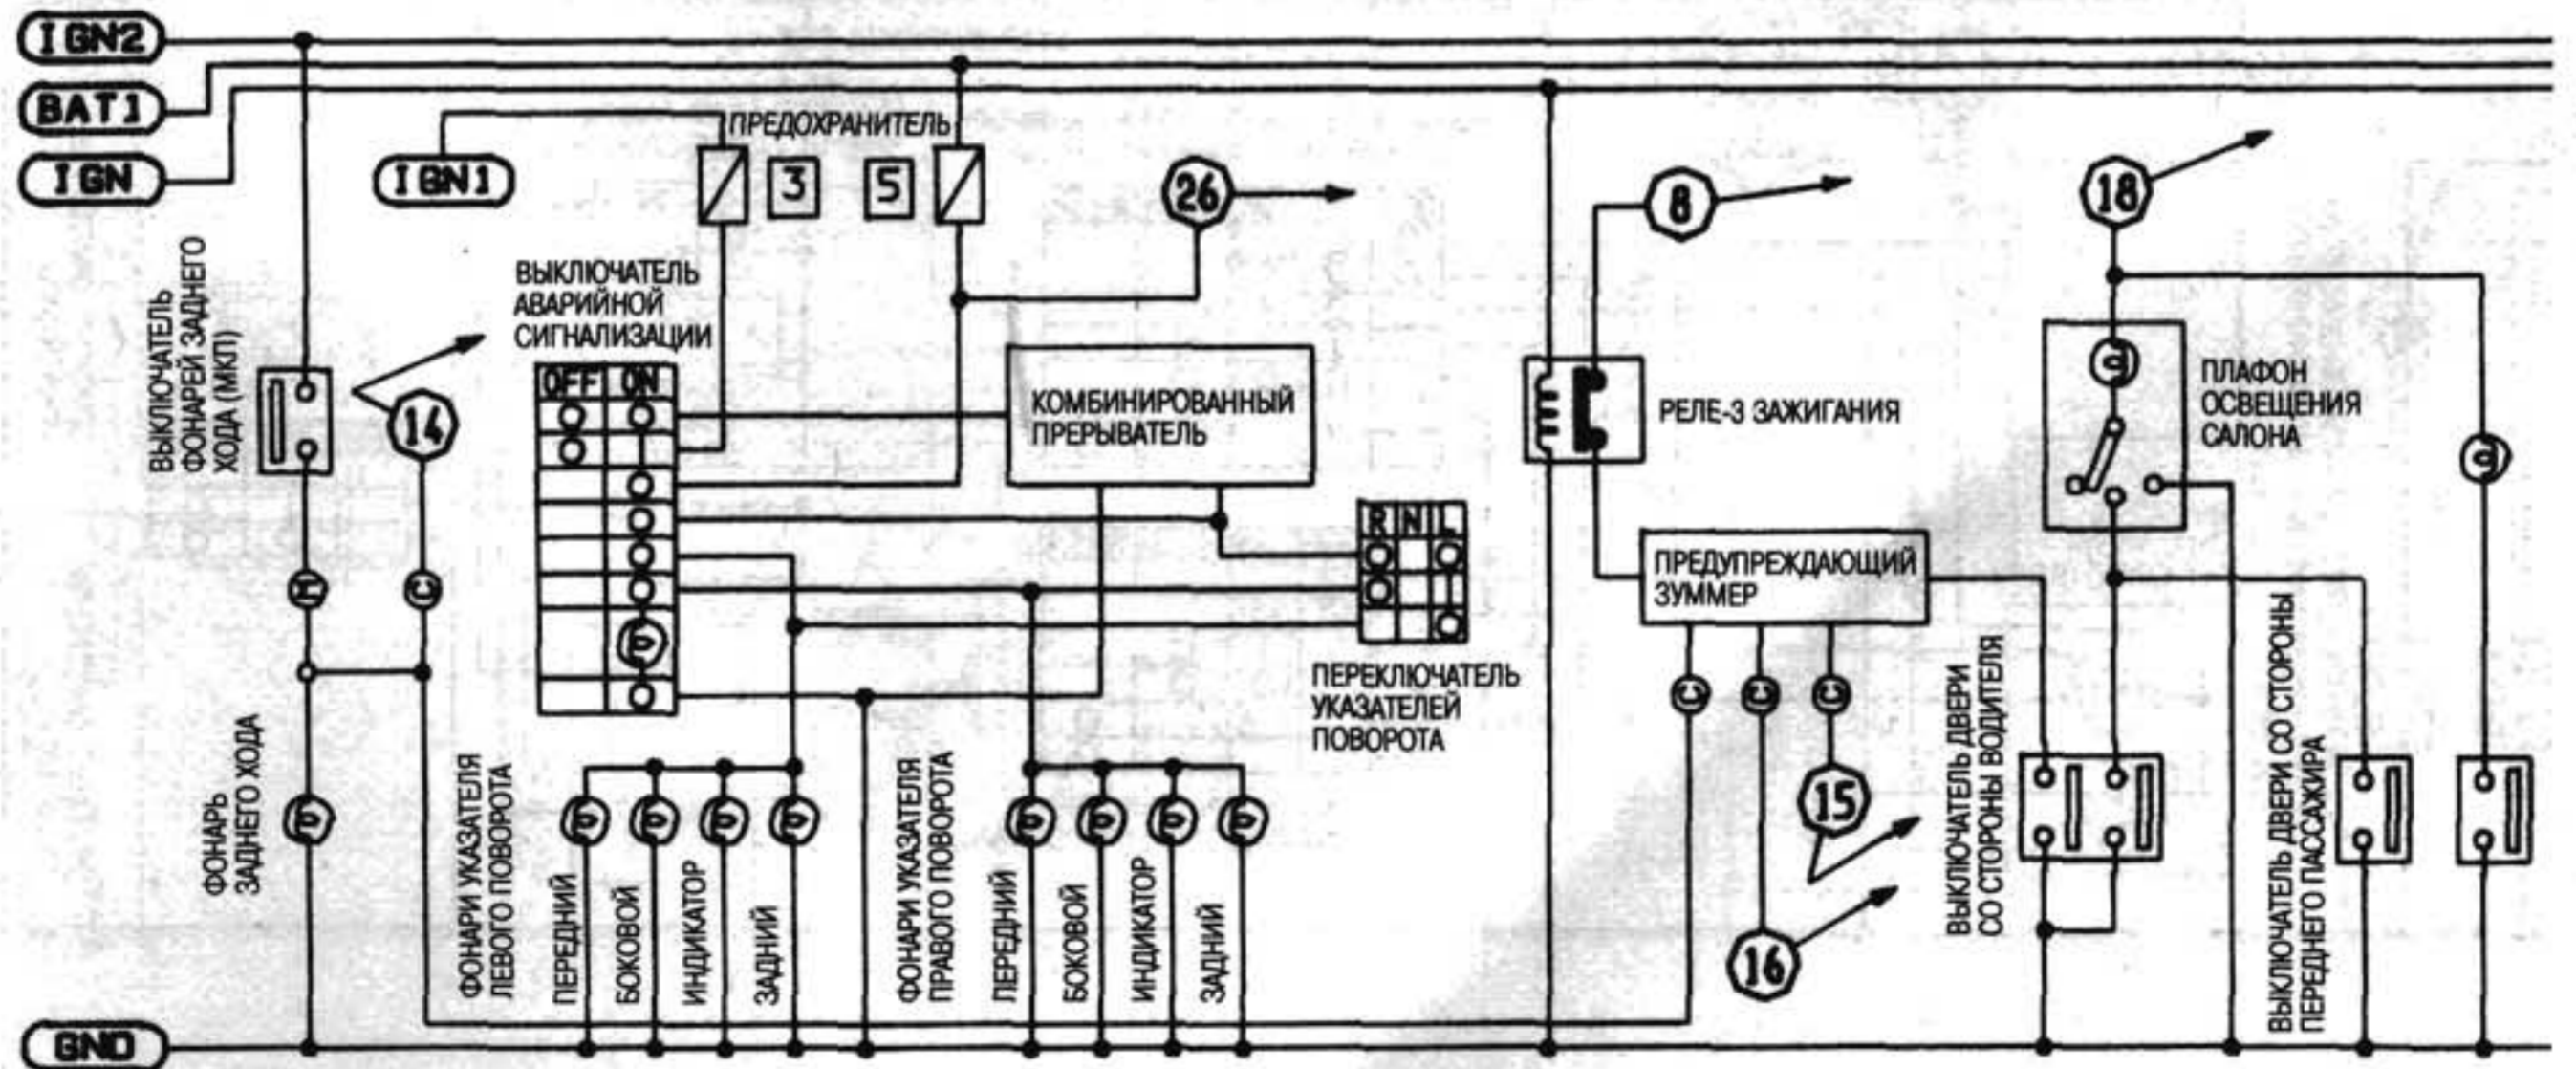 IGN2
BAT1
IGN
IGN1
ПРЕДОХРАНИТЕЛЬ
3
5
26
8
18
ВЫКЛЮЧАТЕЛЬ
ФОНАРЕЙ ЗАДНЕГО
ХОДА (МКП)
14
ВЫКЛЮЧАТЕЛЬ
АВАРИЙНОЙ
СИГНАЛИЗАЦИИ
OFF ON
КОМБИНИРОВАННЫЙ
ПРЕРЫВАТЕЛЬ
РЕЛЕ-3 ЗАЖИГАНИЯ
ПЛАФОН
ОСВЕЩЕНИЯ
САЛОНА
R N L
M
C
ПРЕДУПРЕЖДАЮЩИЙ
ЗУММЕР
ПЕРЕКЛЮЧАТЕЛЬ
УКАЗАТЕЛЕЙ
ПОВОРОТА
C
C
C
15
16
ФОНАРЬ
ЗАДНЕГО ХОДА
ФОНАРИ УКАЗАТЕЛЯ
ЛЕВОГО ПОВОРОТА
ПЕРЕДНИЙ
БОКОВОЙ
ИНДИКАТОР
ЗАДНИЙ
ФОНАРИ УКАЗАТЕЛЯ
ПРАВОГО ПОВОРОТА
ПЕРЕДНИЙ
БОКОВОЙ
ИНДИКАТОР
ЗАДНИЙ
ВЫКЛЮЧАТЕЛЬ ДВЕРИ
СО СТОРОНЫ ВОДИТЕЛЯ
ВЫКЛЮЧАТЕЛЬ ДВЕРИ СО СТОРОНЫ
ПЕРЕДНЕГО ПАССАЖИРА
GND